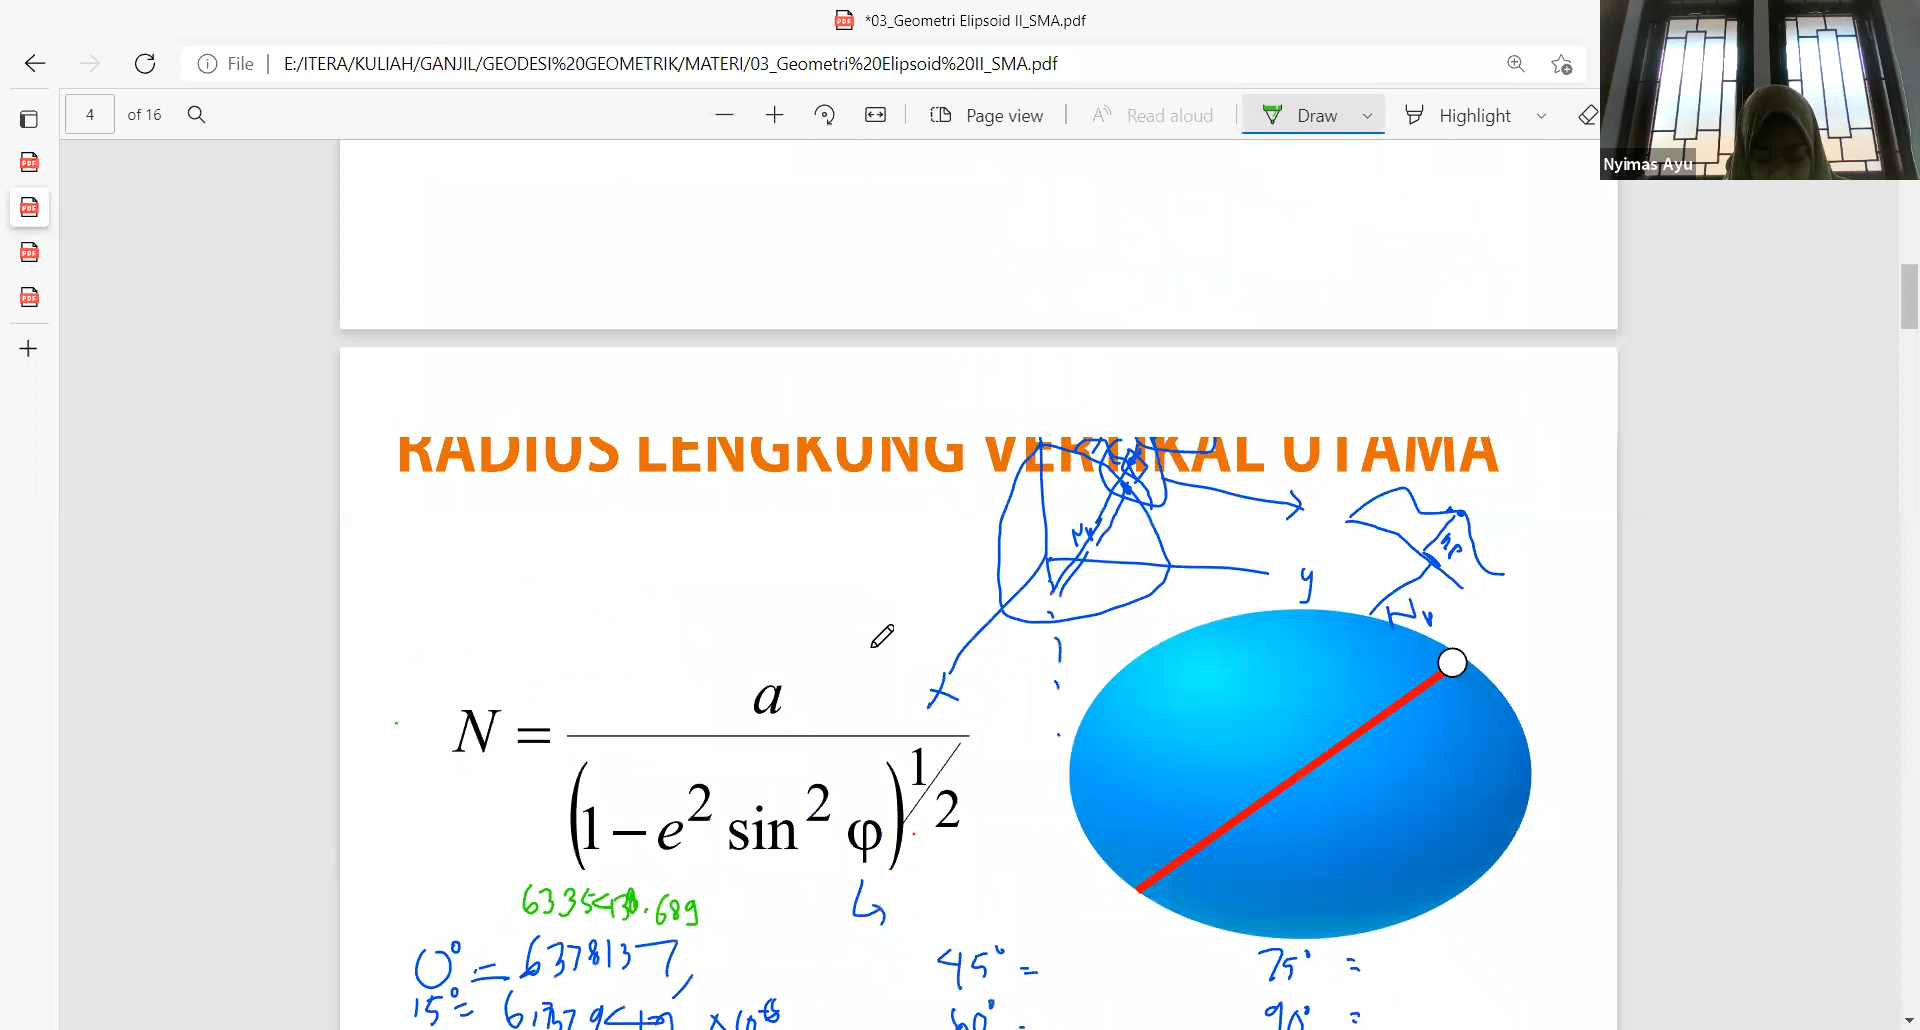 *03_Geometri Elipsoid II_SMA.pdf
File | E:/ITERA/KULIAH/GANJIL/GEODESI%20GEOMETRIK/MATERI/03_Geometri%20Elipsoid%20II_SMA.pdf
4 of 16 Page view Read aloud Draw Highlight
Nyimas Ayu
RADIUS LENGKUNG VERTIKAL UTAMA
y
x
N = a / (1 − e² sin² φ)^1/2
0° = 6378137
45° =
75° =
15° =
60° =
90° =